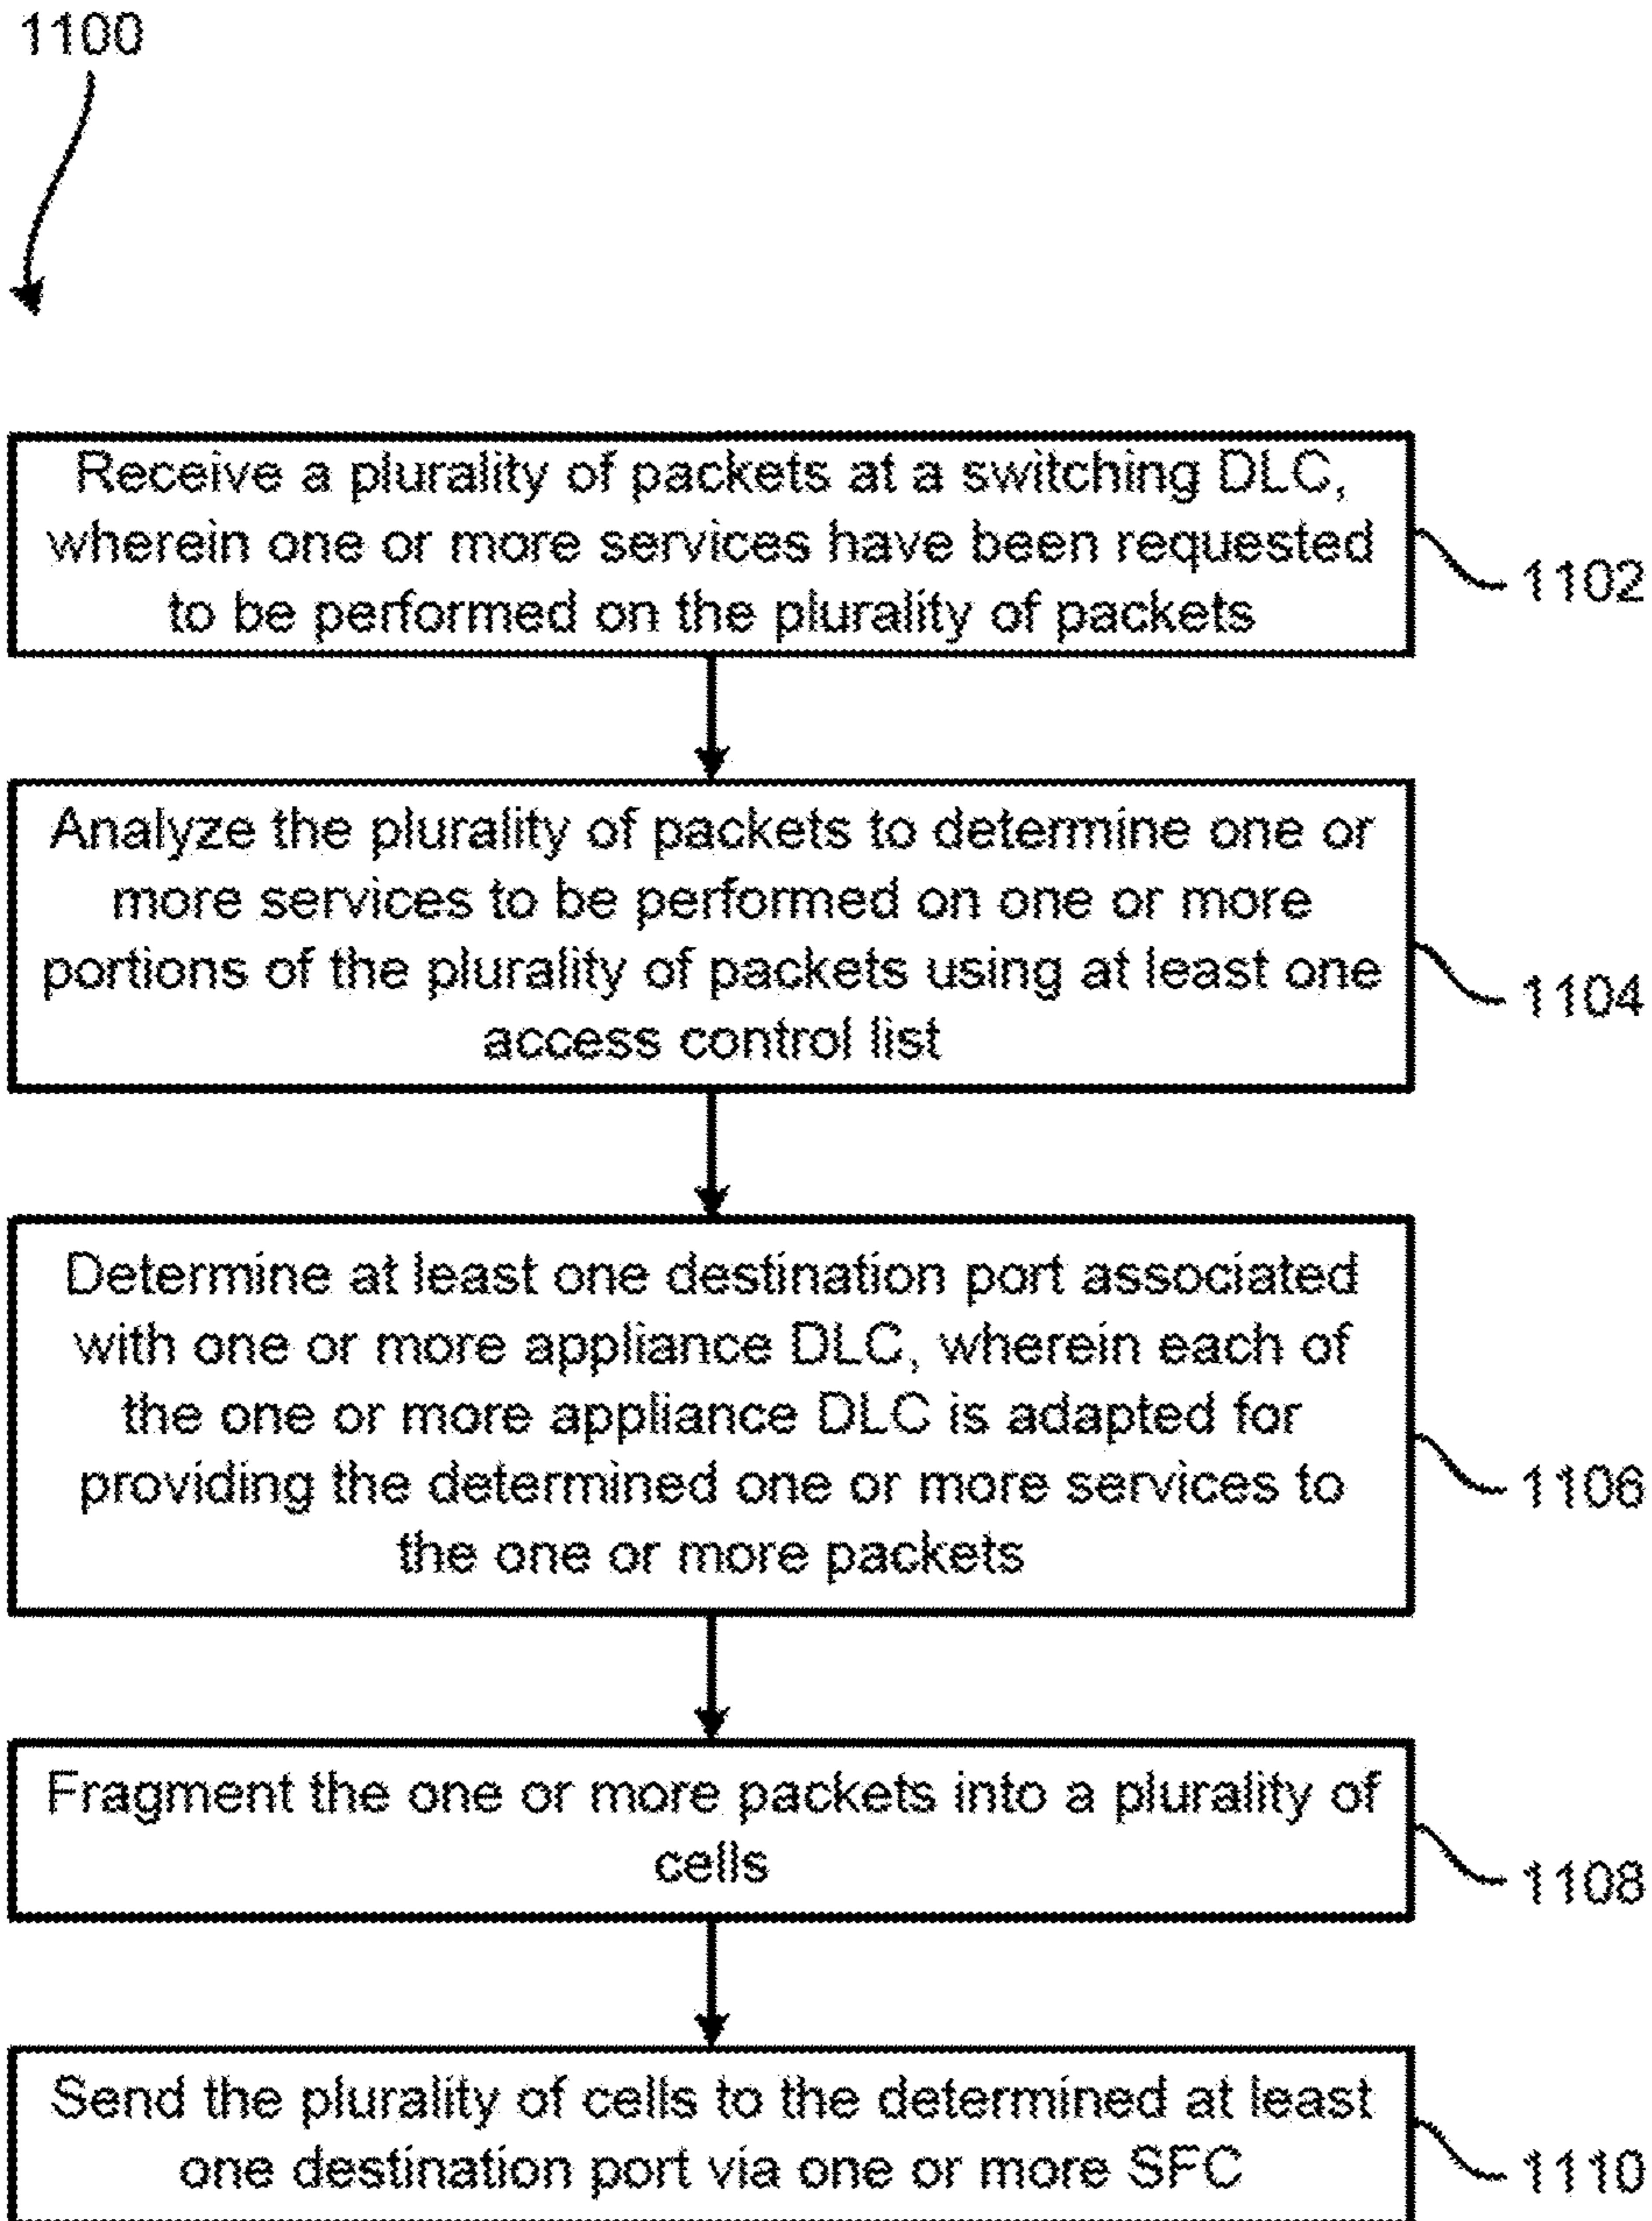 1100
Receive a plurality of packets at a switching DLC,
wherein one or more services have been requested
to be performed on the plurality of packets
1102
Analyze the plurality of packets to determine one or
more services to be performed on one or more
portions of the plurality of packets using at least one
access control list
1104
Determine at least one destination port associated
with one or more appliance DLC, wherein each of
the one or more appliance DLC is adapted for
providing the determined one or more services to
the one or more packets
1106
Fragment the one or more packets into a plurality of
cells
1108
Send the plurality of cells to the determined at least
one destination port via one or more SFC
1110